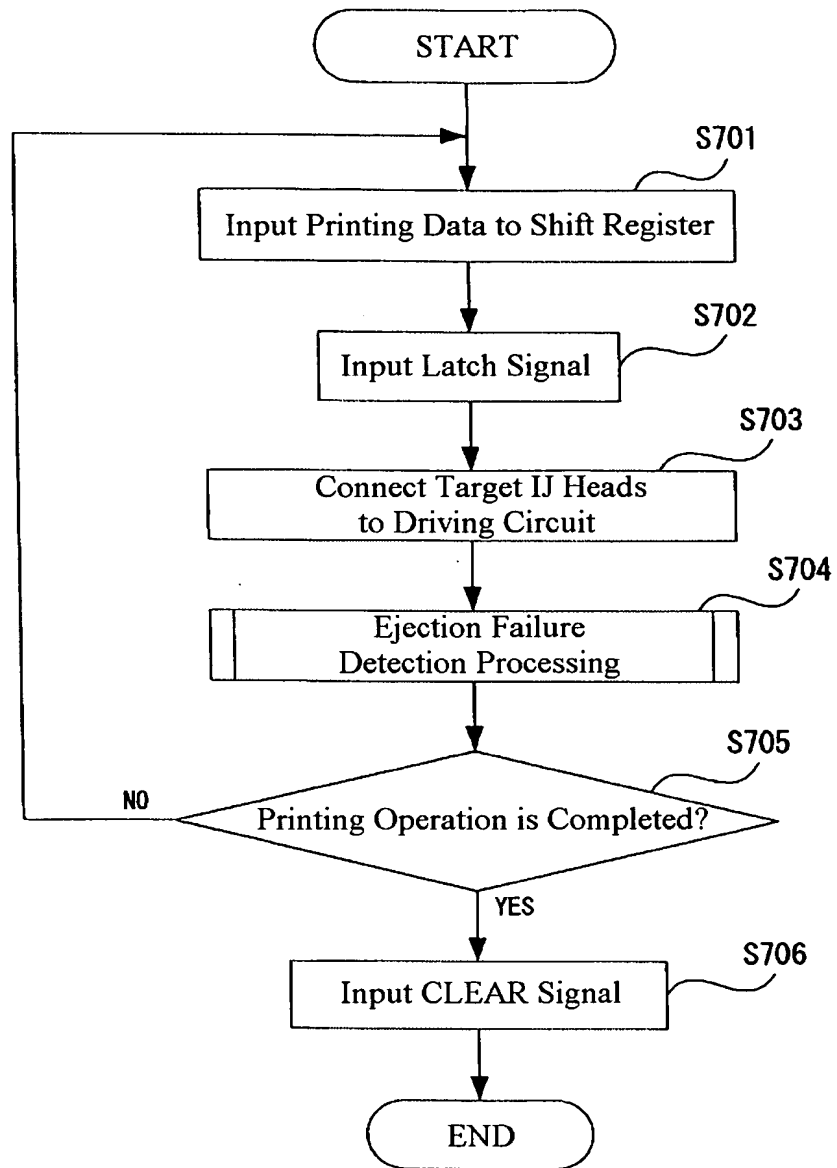 START
S701
Input Printing Data to Shift Register
S702
Input Latch Signal
S703
Connect Target IJ Heads
to Driving Circuit
S704
Ejection Failure
Detection Processing
S705
NO
Printing Operation is Completed?
YES
S706
Input CLEAR Signal
END